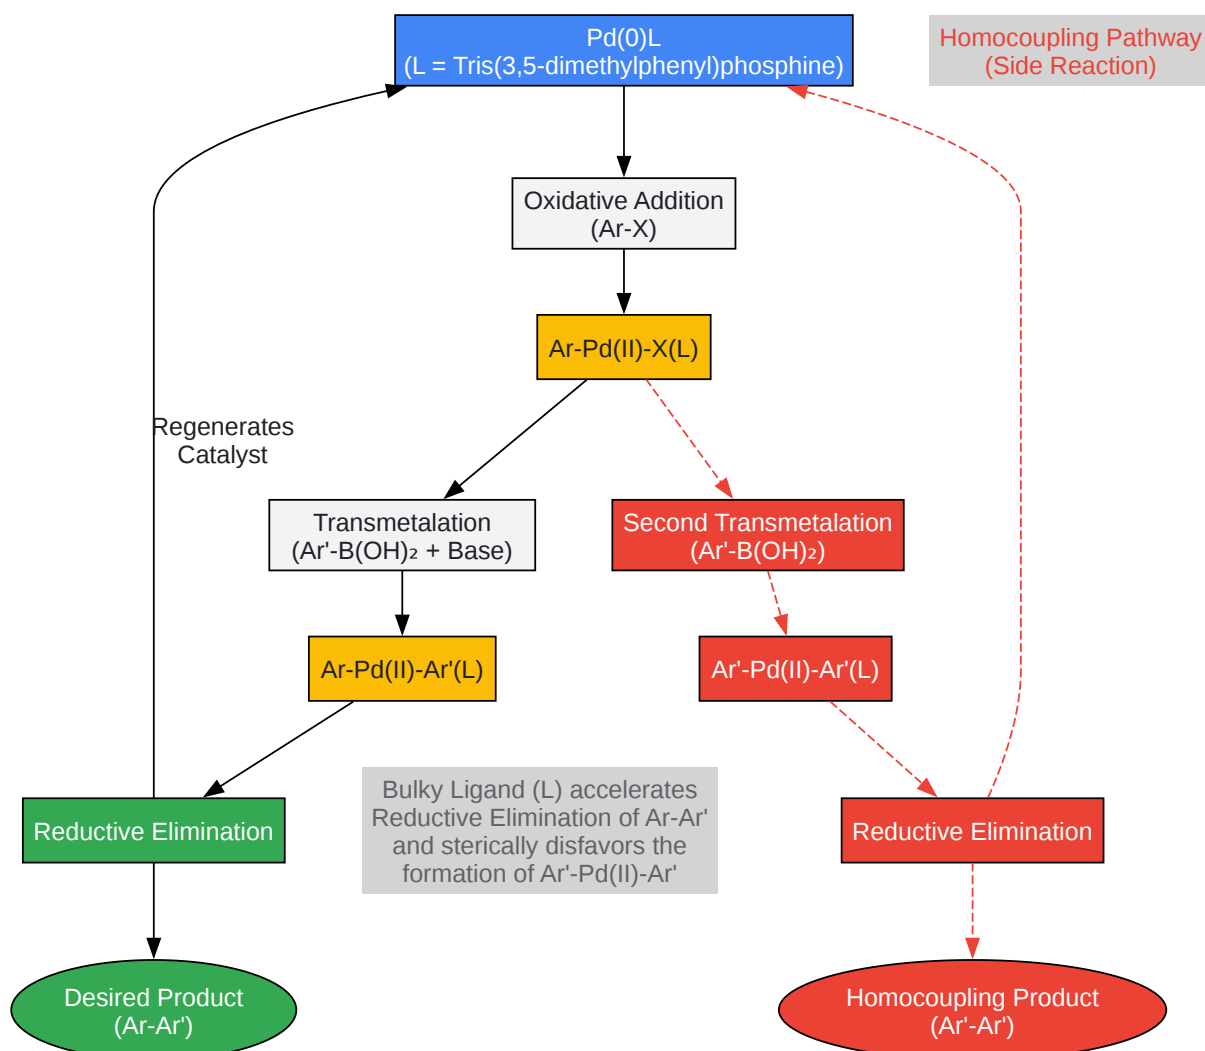 Pd(0)L
(L = Tris(3,5-dimethylphenyl)phosphine)
Homocoupling Pathway
(Side Reaction)
Oxidative Addition
(Ar-X)
Ar-Pd(II)-X(L)
Regenerates
Catalyst
Transmetalation
(Ar'-B(OH)₂ + Base)
Second Transmetalation
(Ar'-B(OH)₂)
Ar-Pd(II)-Ar'(L)
Ar'-Pd(II)-Ar'(L)
Bulky Ligand (L) accelerates
Reductive Elimination of Ar-Ar'
and sterically disfavors the
formation of Ar'-Pd(II)-Ar'
Reductive Elimination
Reductive Elimination
Desired Product
(Ar-Ar')
Homocoupling Product
(Ar'-Ar')